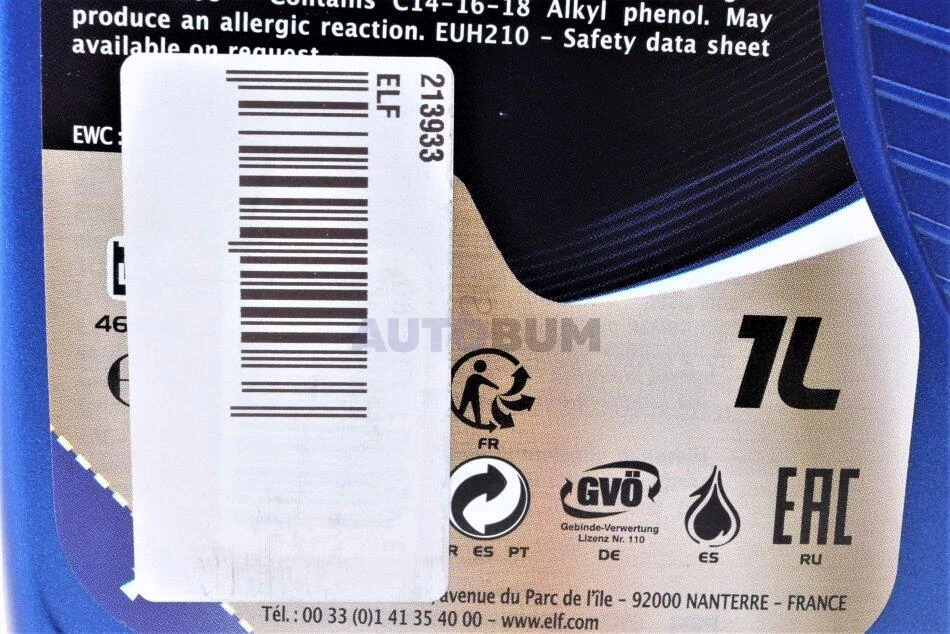 Contains C14-16-18 Alkyl phenol. May
produce an allergic reaction. EUH210 – Safety data sheet
available on request.
EWC :
213933
ELF
46
AUTOBUM
1L
FR
GVÖ
Gebinde-Verwertung
Lizenz Nr. 110
EAC
R ES PT
DE
ES
RU
, avenue du Parc de l'île – 92000 NANTERRE – FRANCE
Tél. : 00 33 (0)1 41 35 40 00 – www.elf.com